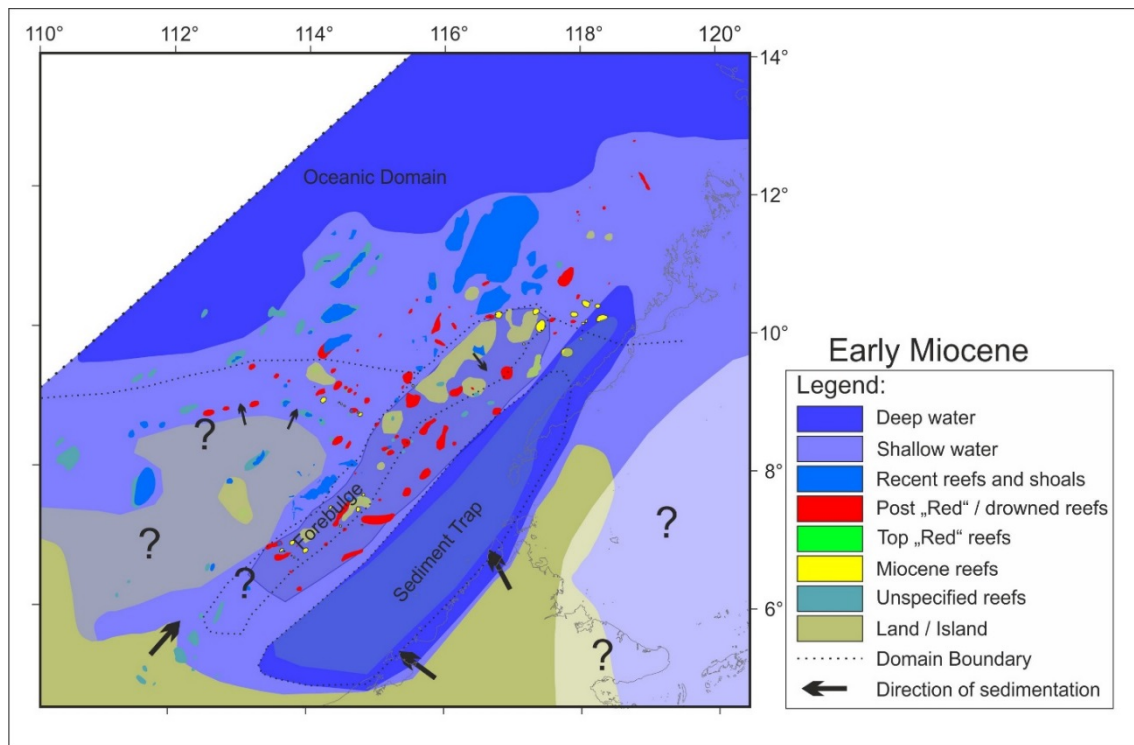 110° 112° 114° 116° 118° 120°
14°
Oceanic Domain
12°
10°
Early Miocene
Legend:
Deep water
Shallow water
Recent reefs and shoals
Post „Red“ / drowned reefs
Top „Red“ reefs
Miocene reefs
Unspecified reefs
Land / Island
Domain Boundary
Direction of sedimentation
?
8°
Forebulge
Sediment Trap
?
?
?
6°
?